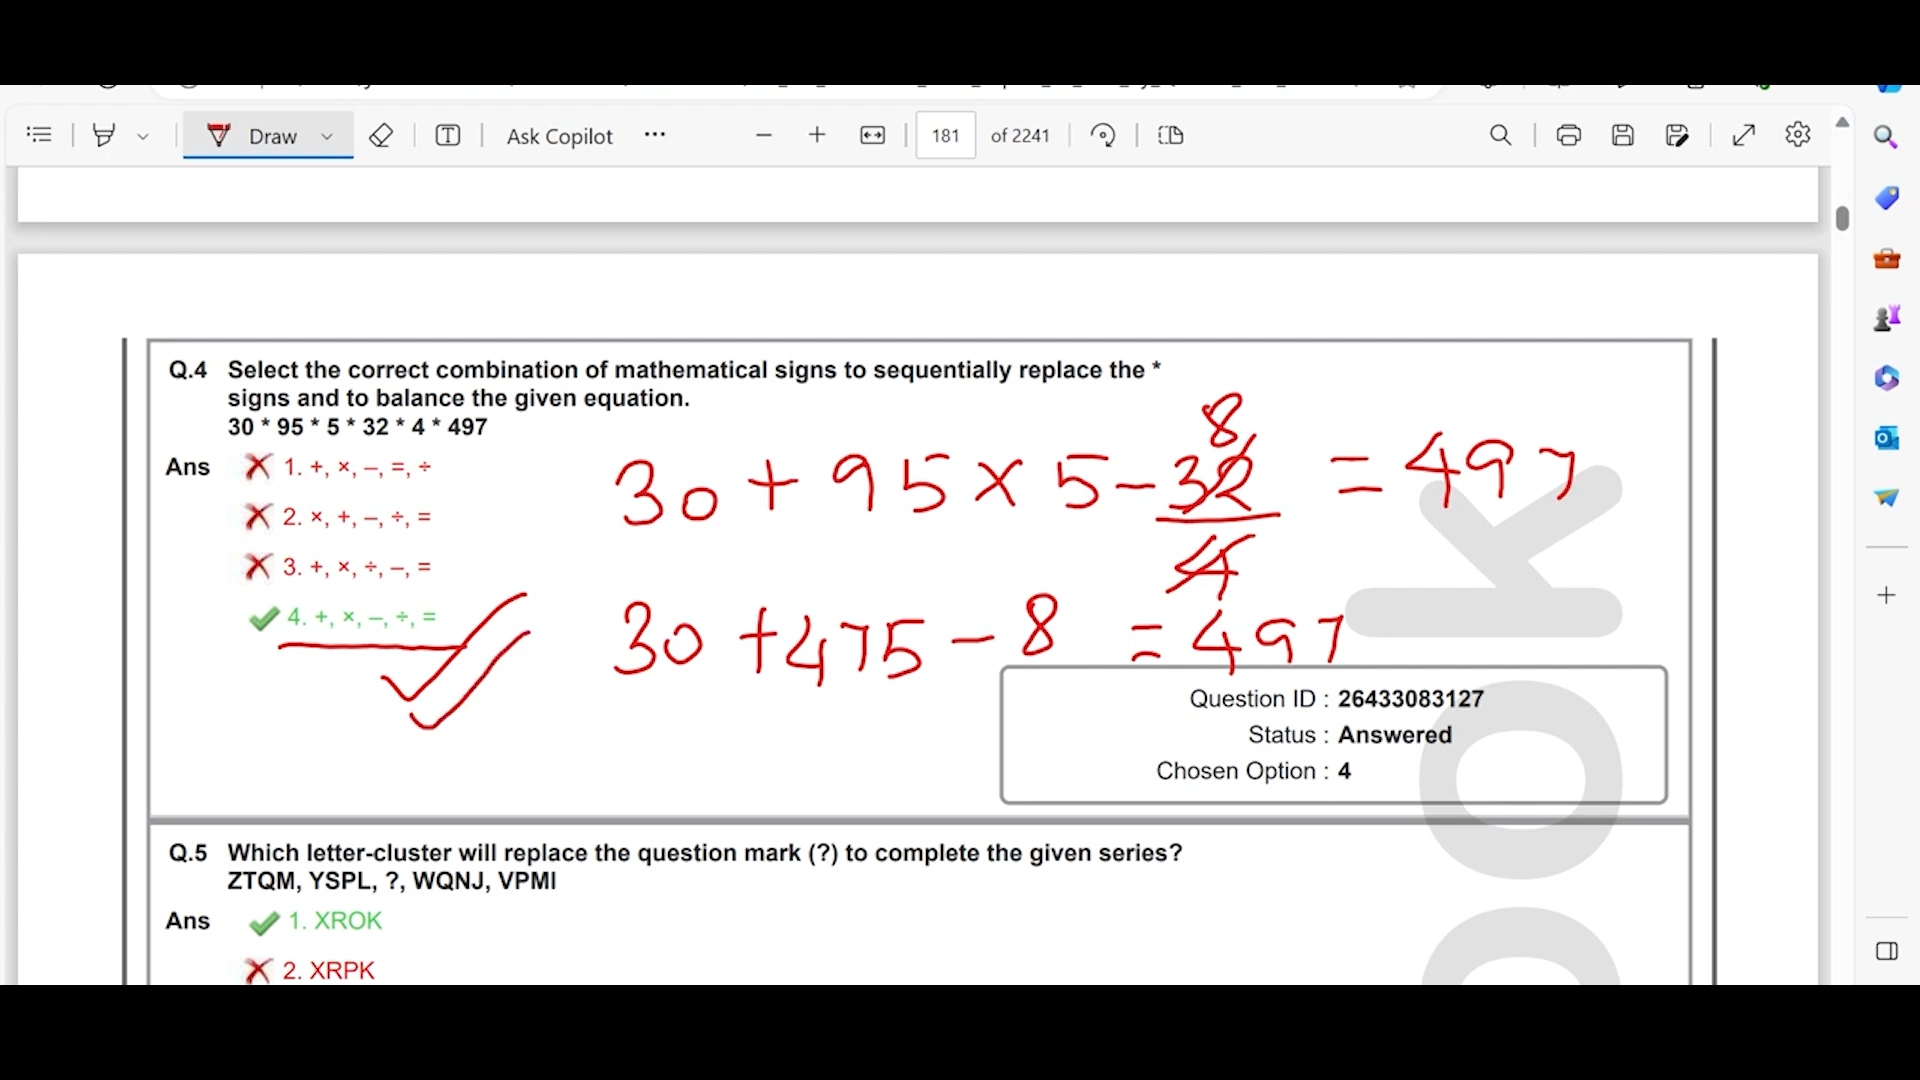 Draw
Ask Copilot
181 of 2241
Q.4 Select the correct combination of mathematical signs to sequentially replace the *
signs and to balance the given equation.
30 * 95 * 5 * 32 * 4 * 497
Ans 1. +, ×, –, =, ÷
2. ×, +, –, ÷, =
3. +, ×, ÷, –, =
4. +, ×, –, ÷, =
8
30 + 95 × 5 - 32 = 497
4
30 + 475 - 8 = 497
Question ID : 26433083127
Status : Answered
Chosen Option : 4
Q.5 Which letter-cluster will replace the question mark (?) to complete the given series?
ZTQM, YSPL, ?, WQNJ, VPMI
Ans 1. XROK
2. XRPK
ook